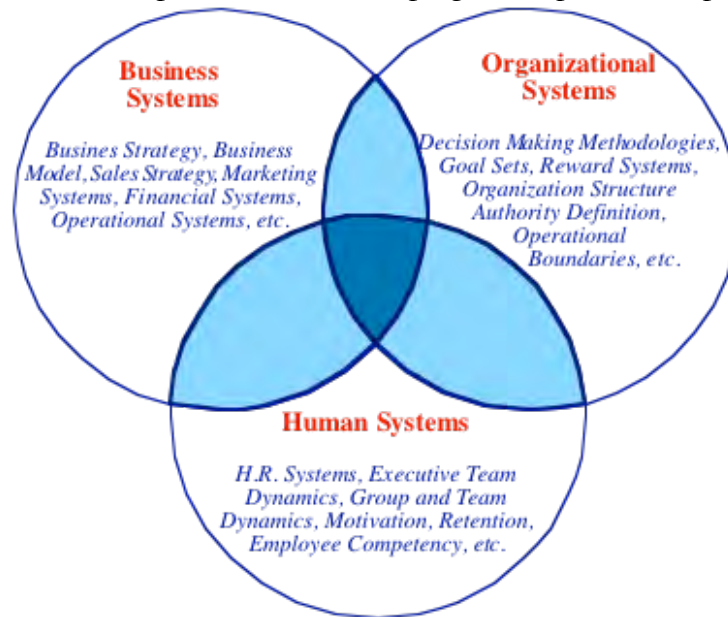 Business
Systems
Busines Strategy, Business
Model, Sales Strategy, Marketing
Systems, Financial Systems,
Operational Systems, etc.
Organizational
Systems
Decision Making Methodologies,
Goal Sets, Reward Systems,
Organization Structure
Authority Definition,
Operational
Boundaries, etc.
Human Systems
H.R. Systems, Executive Team
Dynamics, Group and Team
Dynamics, Motivation, Retention,
Employee Competency, etc.